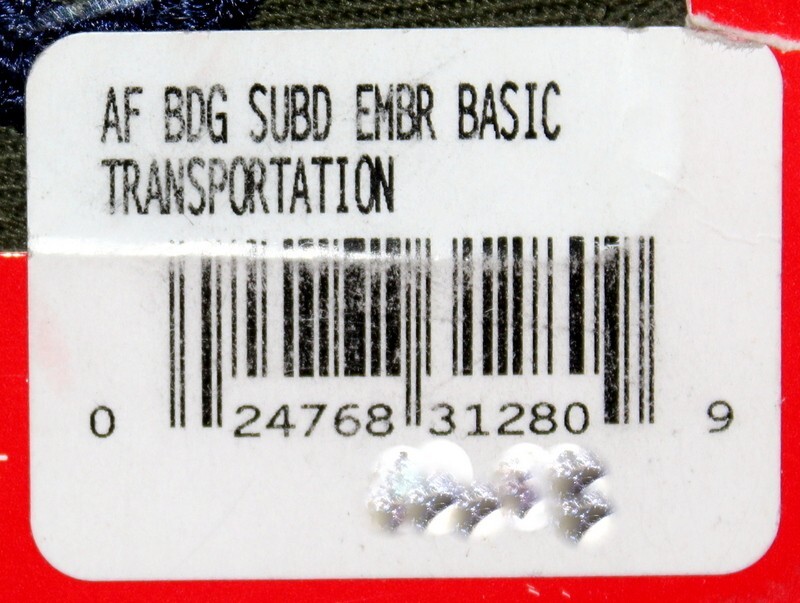 AF BDG SUBD EMBR BASIC
TRANSPORTATION
0 24768 31280 9